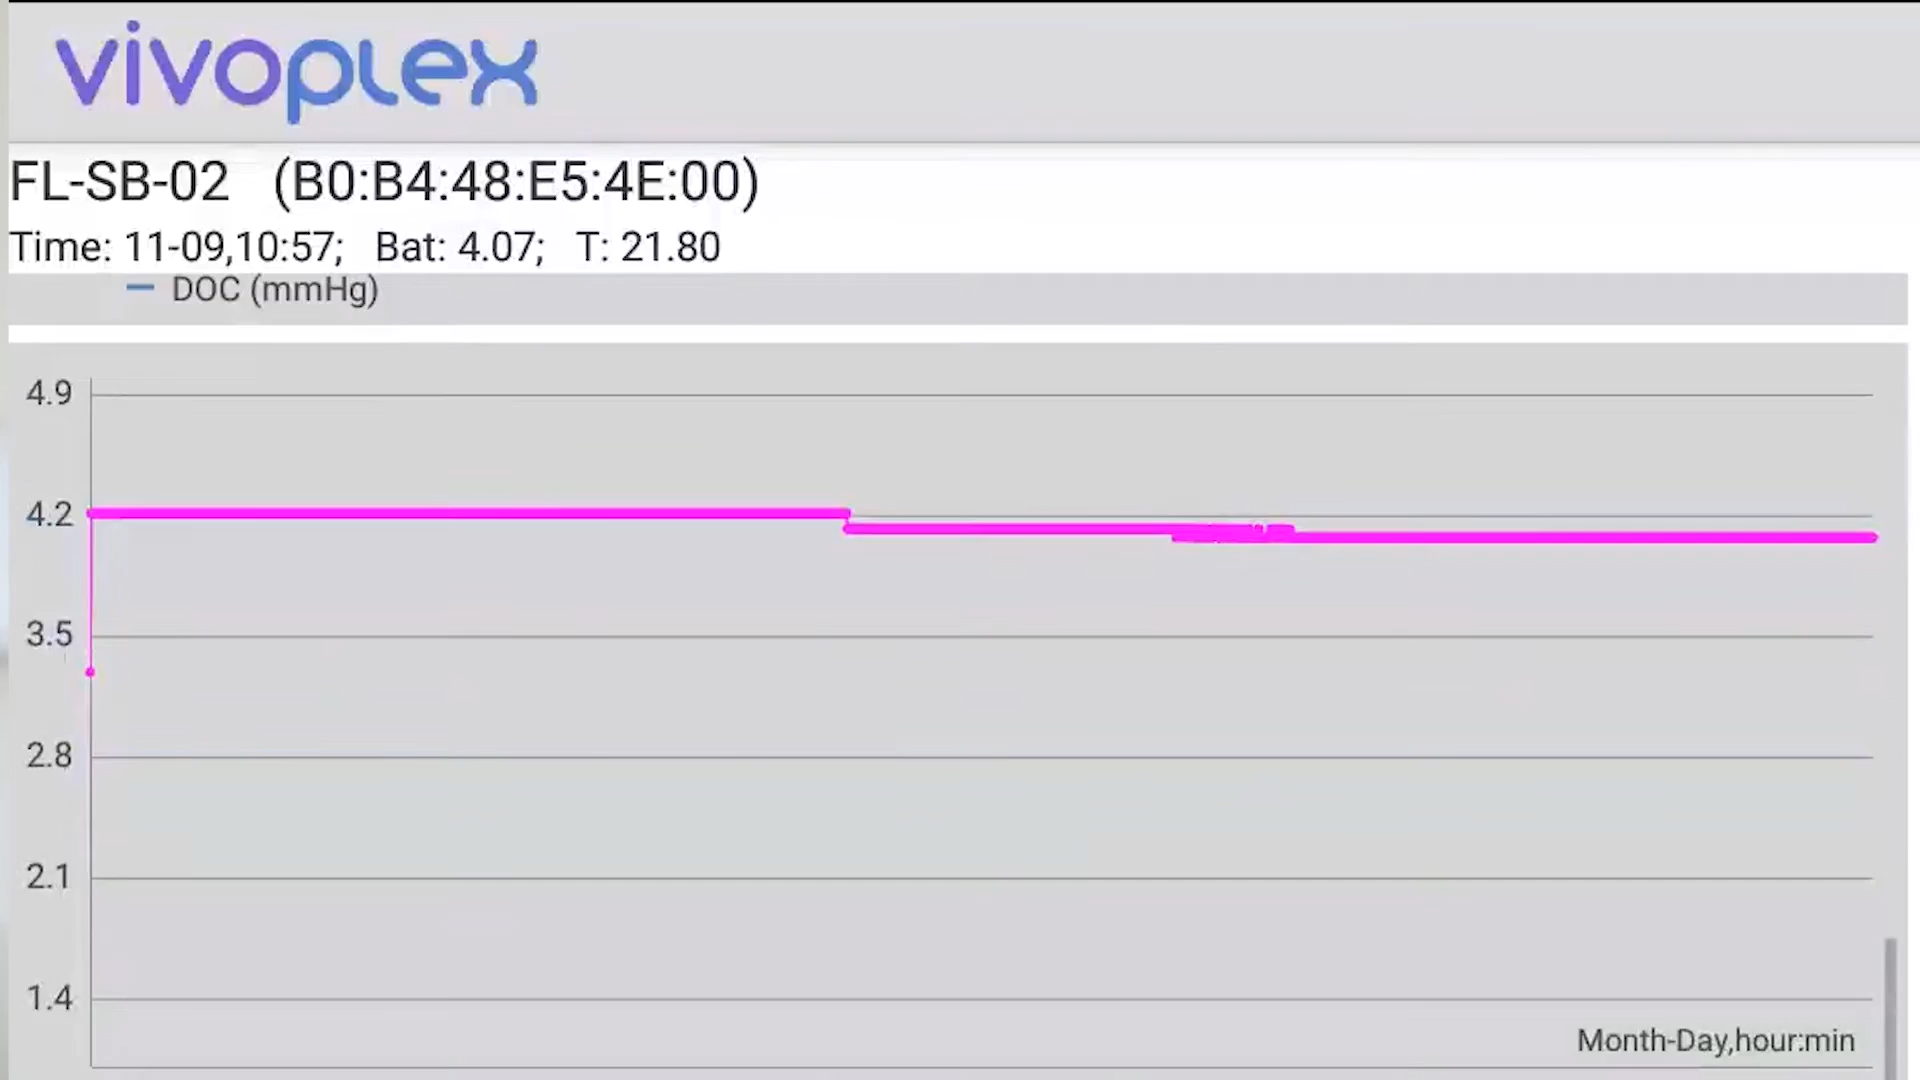 vivoplex
FL-SB-02 (B0:B4:48:E5:4E:00)
Time: 11-09,10:57; Bat: 4.07; T: 21.80
DOC (mmHg)
4.9
4.2
3.5
2.8
2.1
1.4
Month-Day,hour:min